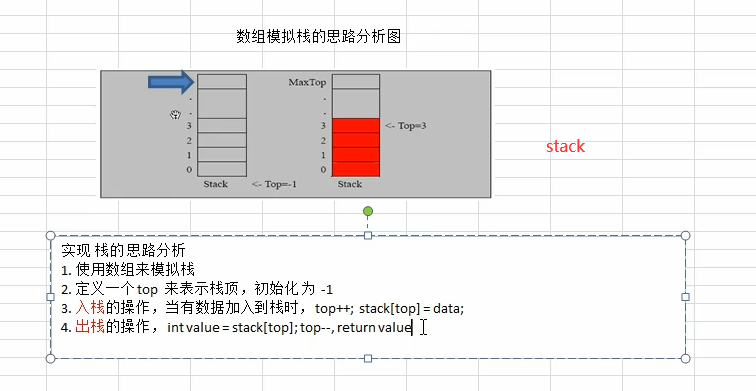 数组模拟栈的思路分析图
MaxTop
.
.
3
2
1
0
Stack
<- Top=-1
.
.
3
2
1
0
Stack
<- Top=3
stack
实现 栈的思路分析
1. 使用数组来模拟栈
2. 定义一个 top 来表示栈顶，初始化为 -1
3. 入栈的操作，当有数据加入到栈时，top++; stack[top] = data;
4. 出栈的操作，int value = stack[top]; top--, return value